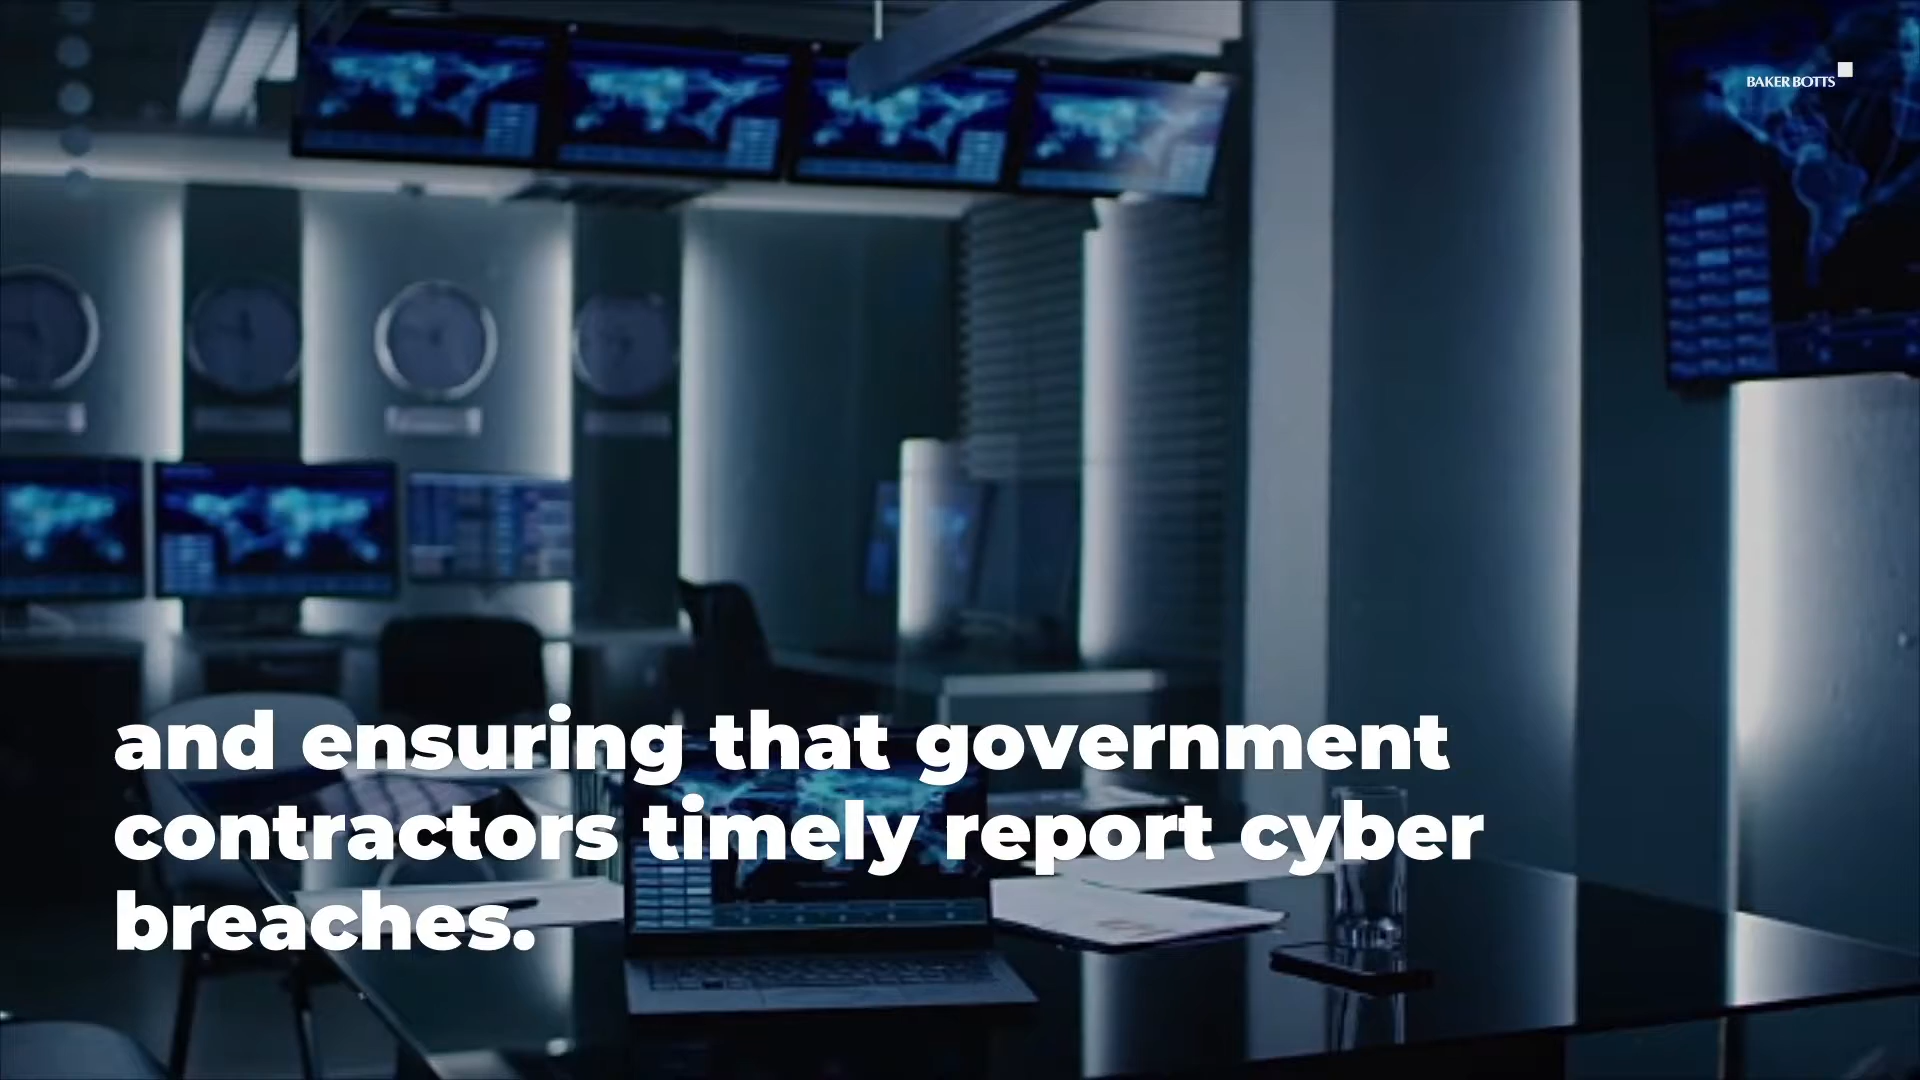 BAKER BOTTS
and ensuring that government
contractors timely report cyber
breaches.